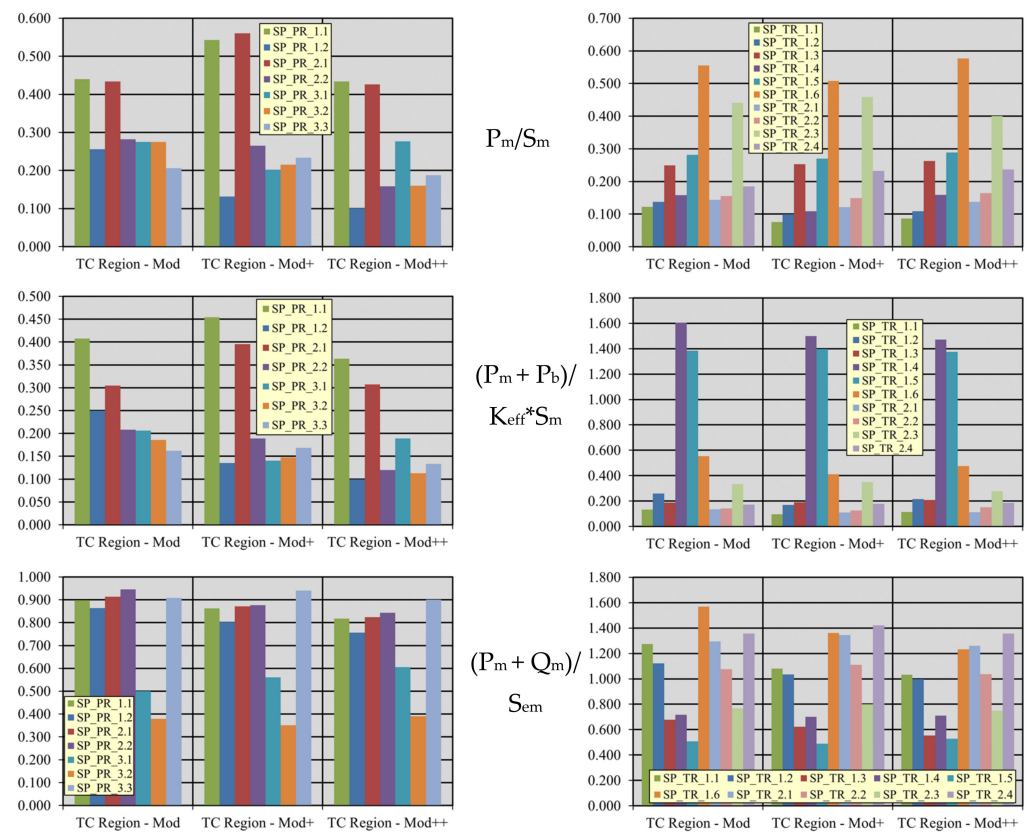 0.600
0.500
0.400
0.300
0.200
0.100
0.000
SP_PR_1.1
SP_PR_1.2
SP_PR_2.1
SP_PR_2.2
SP_PR_3.1
SP_PR_3.2
SP_PR_3.3
TC Region - Mod
TC Region - Mod+
TC Region - Mod++
Pm/Sm
0.700
0.600
0.500
0.400
0.300
0.200
0.100
0.000
SP_TR_1.1
SP_TR_1.2
SP_TR_1.3
SP_TR_1.4
SP_TR_1.5
SP_TR_1.6
SP_TR_2.1
SP_TR_2.2
SP_TR_2.3
SP_TR_2.4
TC Region - Mod
TC Region - Mod+
TC Region - Mod++
0.500
0.450
0.400
0.350
0.300
0.250
0.200
0.150
0.100
0.050
0.000
SP_PR_1.1
SP_PR_1.2
SP_PR_2.1
SP_PR_2.2
SP_PR_3.1
SP_PR_3.2
SP_PR_3.3
TC Region - Mod
TC Region - Mod+
TC Region - Mod++
(Pm + Pb)/
Keff*Sm
1.800
1.600
1.400
1.200
1.000
0.800
0.600
0.400
0.200
0.000
SP_TR_1.1
SP_TR_1.2
SP_TR_1.3
SP_TR_1.4
SP_TR_1.5
SP_TR_1.6
SP_TR_2.1
SP_TR_2.2
SP_TR_2.3
SP_TR_2.4
TC Region - Mod
TC Region - Mod+
TC Region - Mod++
1.000
0.900
0.800
0.700
0.600
0.500
0.400
0.300
0.200
0.100
0.000
SP_PR_1.1
SP_PR_1.2
SP_PR_2.1
SP_PR_2.2
SP_PR_3.1
SP_PR_3.2
SP_PR_3.3
TC Region - Mod
TC Region - Mod+
TC Region - Mod++
(Pm + Qm)/
Sem
1.800
1.600
1.400
1.200
1.000
0.800
0.600
0.400
0.200
0.000
SP_TR_1.1 SP_TR_1.2 SP_TR_1.3 SP_TR_1.4 SP_TR_1.5
SP_TR_1.6 SP_TR_2.1 SP_TR_2.2 SP_TR_2.3 SP_TR_2.4
TC Region - Mod
TC Region - Mod+
TC Region - Mod++